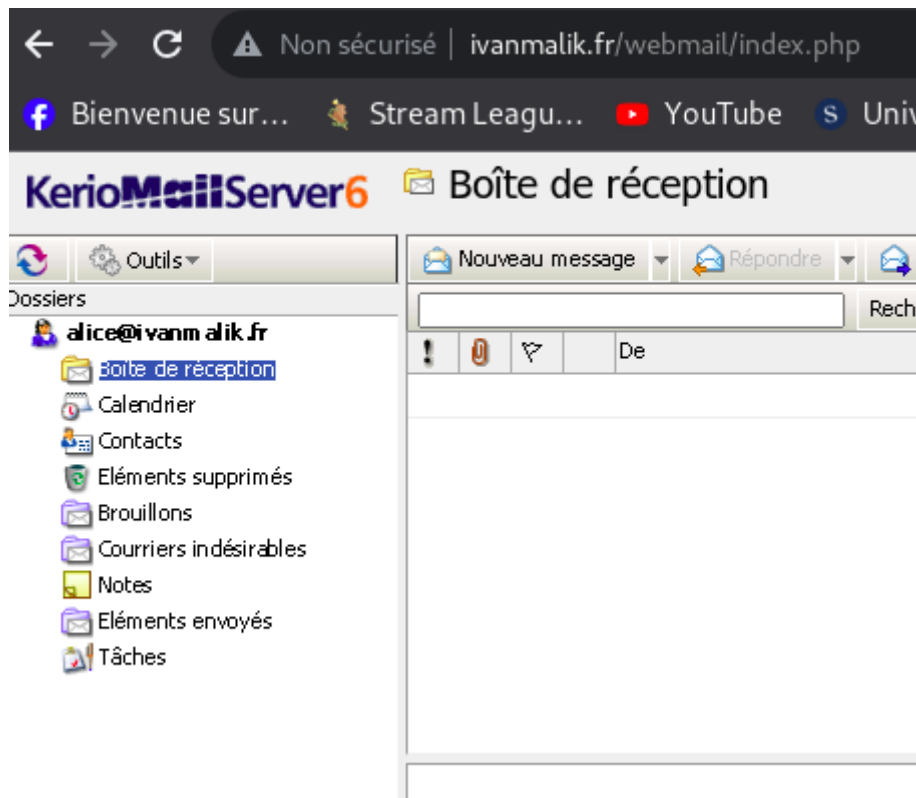 Non sécurisé | ivanmalik.fr/webmail/index.php
Bienvenue sur... Stream Leagu... YouTube Univ
KerioMailServer6 Boîte de réception
Outils Nouveau message Répondre
Dossiers Rech
alice@ivanmalik.fr ! De
Boîte de réception
Calendrier
Contacts
Eléments supprimés
Brouillons
Courriers indésirables
Notes
Eléments envoyés
Tâches